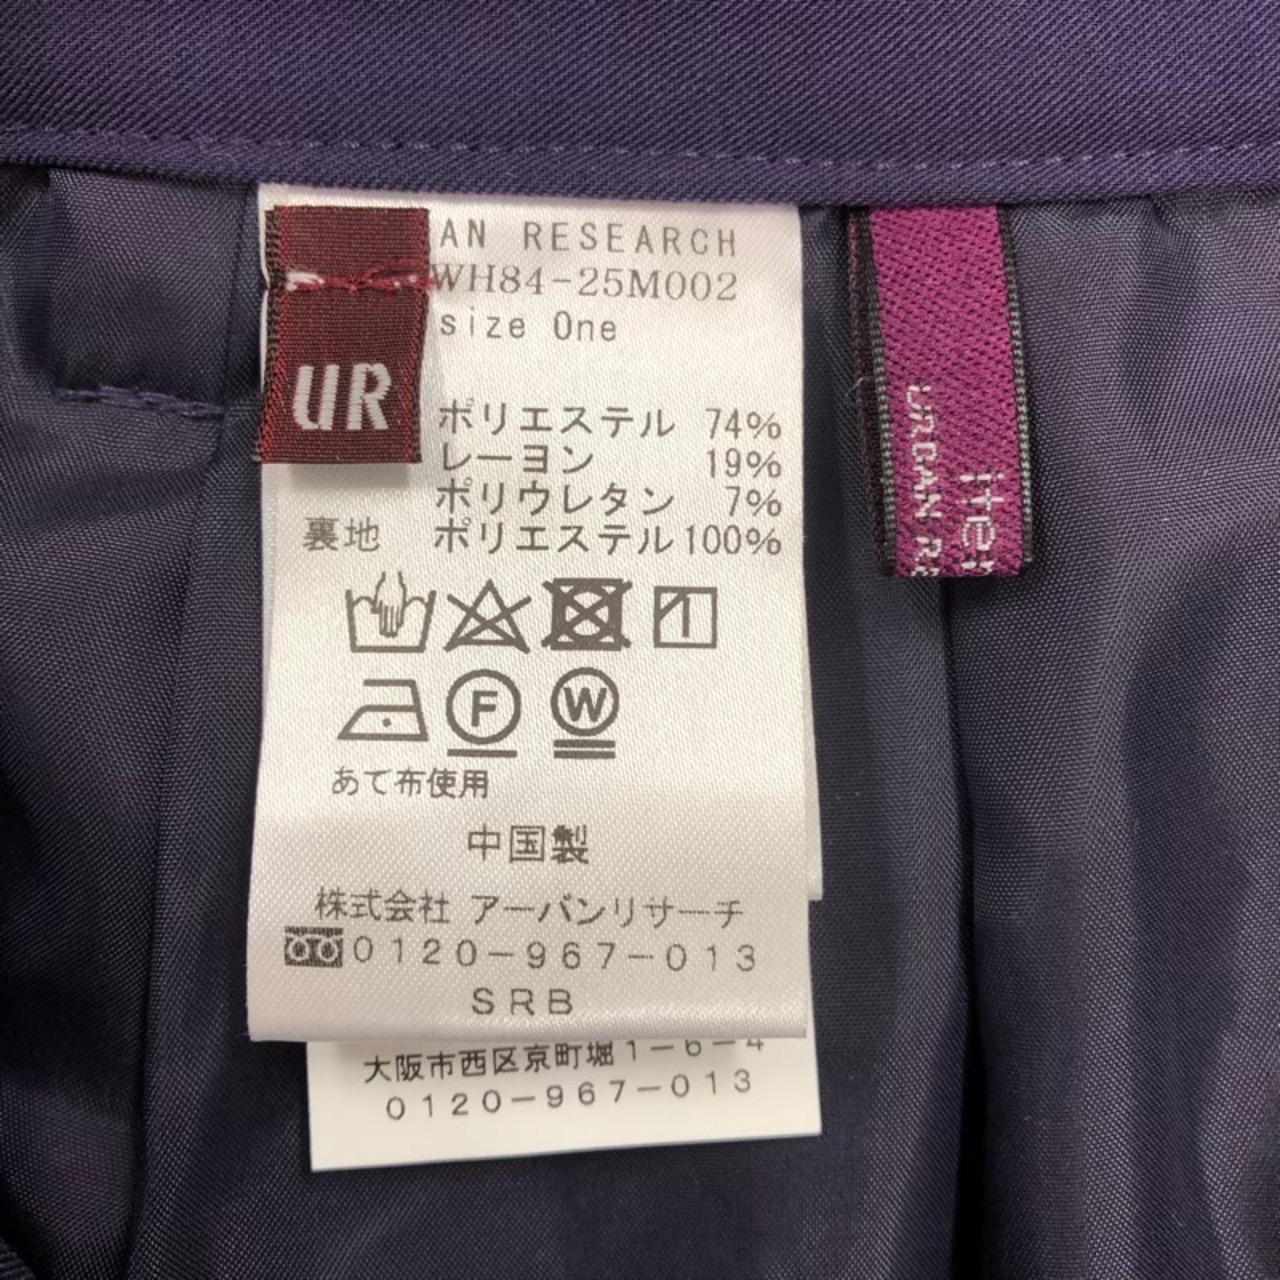 AN RESEARCH
WH84-25M002
size One
UR
ポリエステル 74%
レーヨン 19%
ポリウレタン 7%
裏地 ポリエステル100%
F W
あて布使用
中国製
株式会社 アーバンリサーチ
0120-967-013
SRB
大阪市西区京町堀1-6-4
0120-967-013
URBAN